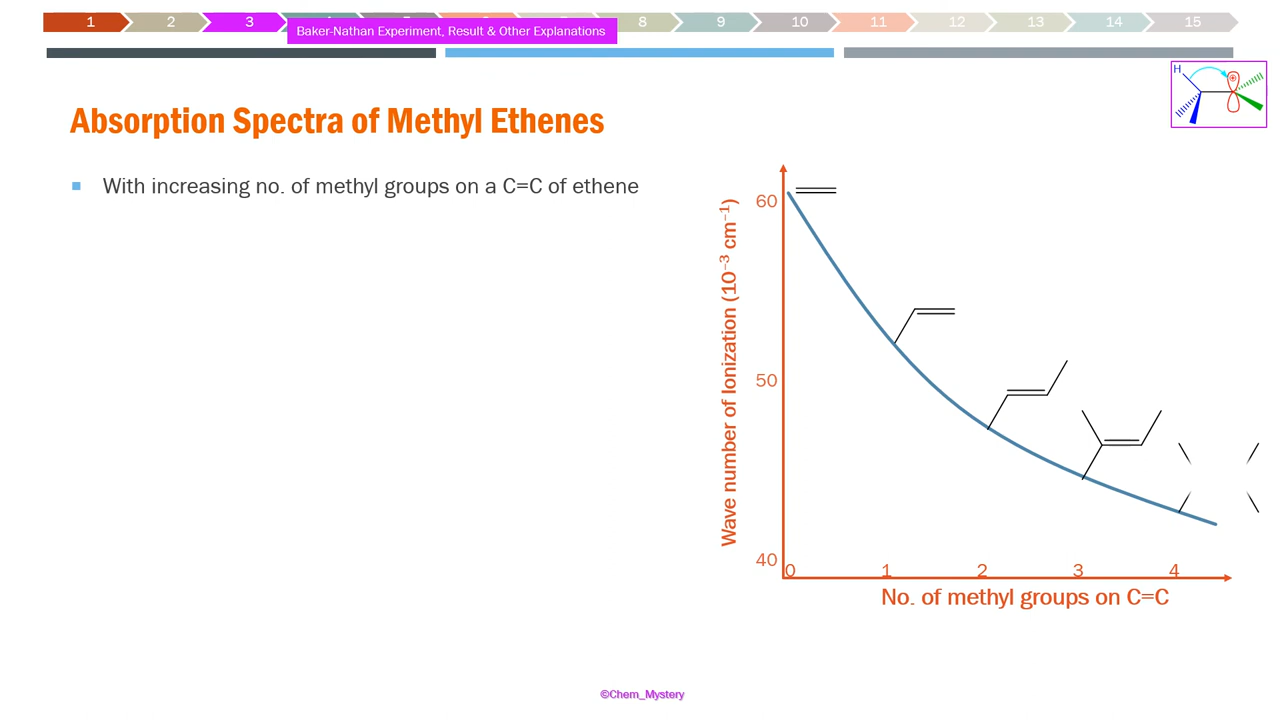 1 2 3 8 9 10 11 12 13 14 15
Baker-Nathan Experiment, Result & Other Explanations
H
Absorption Spectra of Methyl Ethenes
With increasing no. of methyl groups on a C=C of ethene
Wave number of Ionization (10⁻³ cm⁻¹)
60
50
40
0 1 2 3 4
No. of methyl groups on C=C
©Chem_Mystery